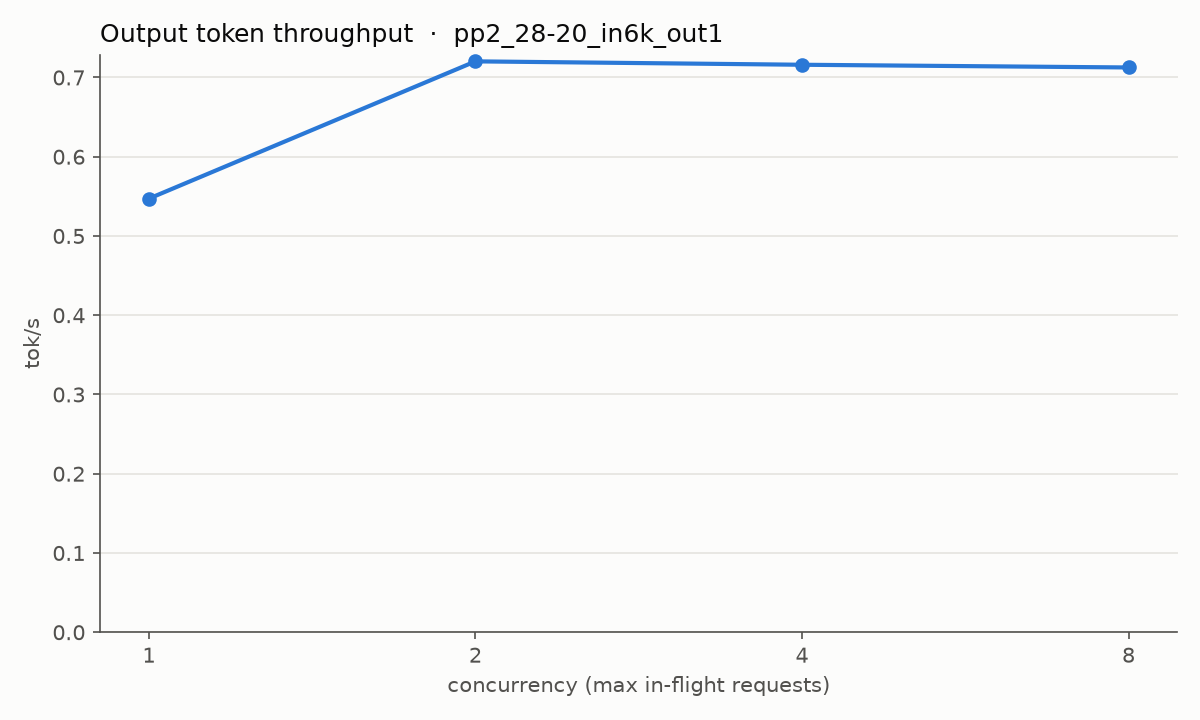 Output token throughput · pp2_28-20_in6k_out1
0.7
0.6
0.5
0.4
0.3
0.2
0.1
0.0
tok/s
1 2 4 8
concurrency (max in-flight requests)